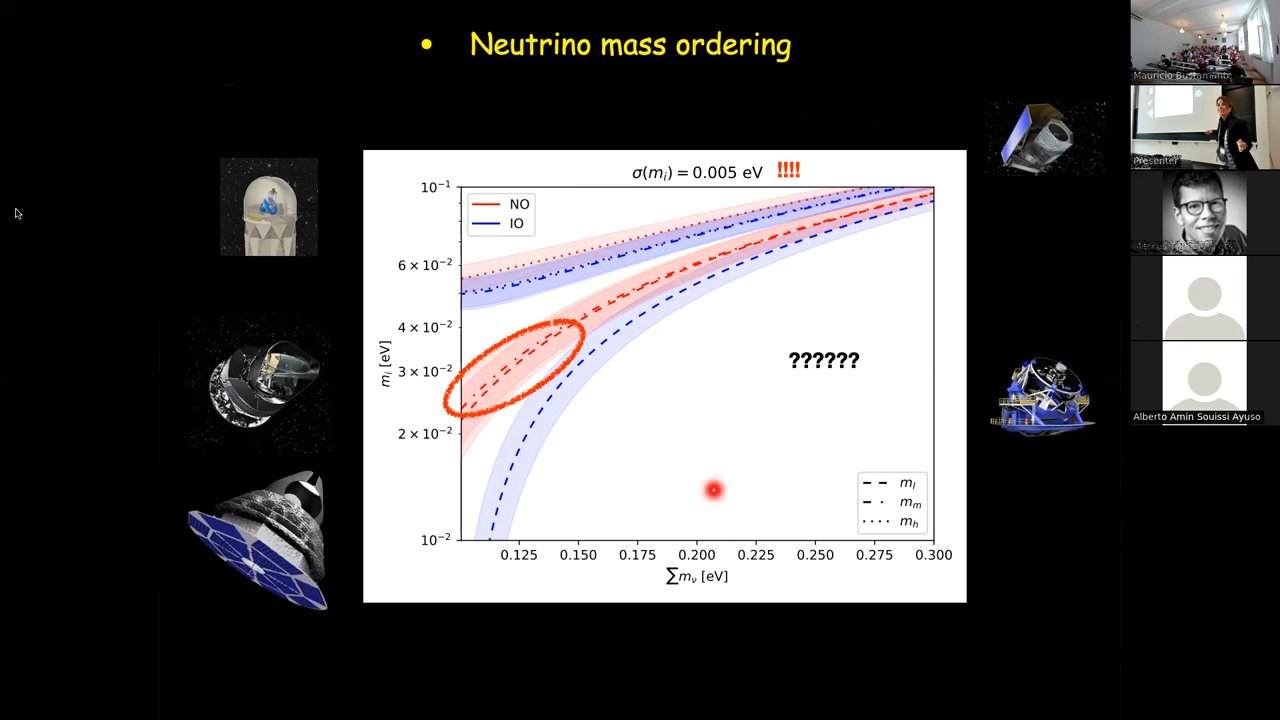 • Neutrino mass ordering
σ(mᵢ) = 0.005 eV !!!!
NO
IO
10⁻¹
6 × 10⁻²
4 × 10⁻²
3 × 10⁻²
2 × 10⁻²
10⁻²
mᵢ [eV]
??????
m_l
m_m
m_h
0.125 0.150 0.175 0.200 0.225 0.250 0.275 0.300
∑m_ν [eV]
Mauricio Bustamante
Presenter
Alberto Amin Souissi Ayuso